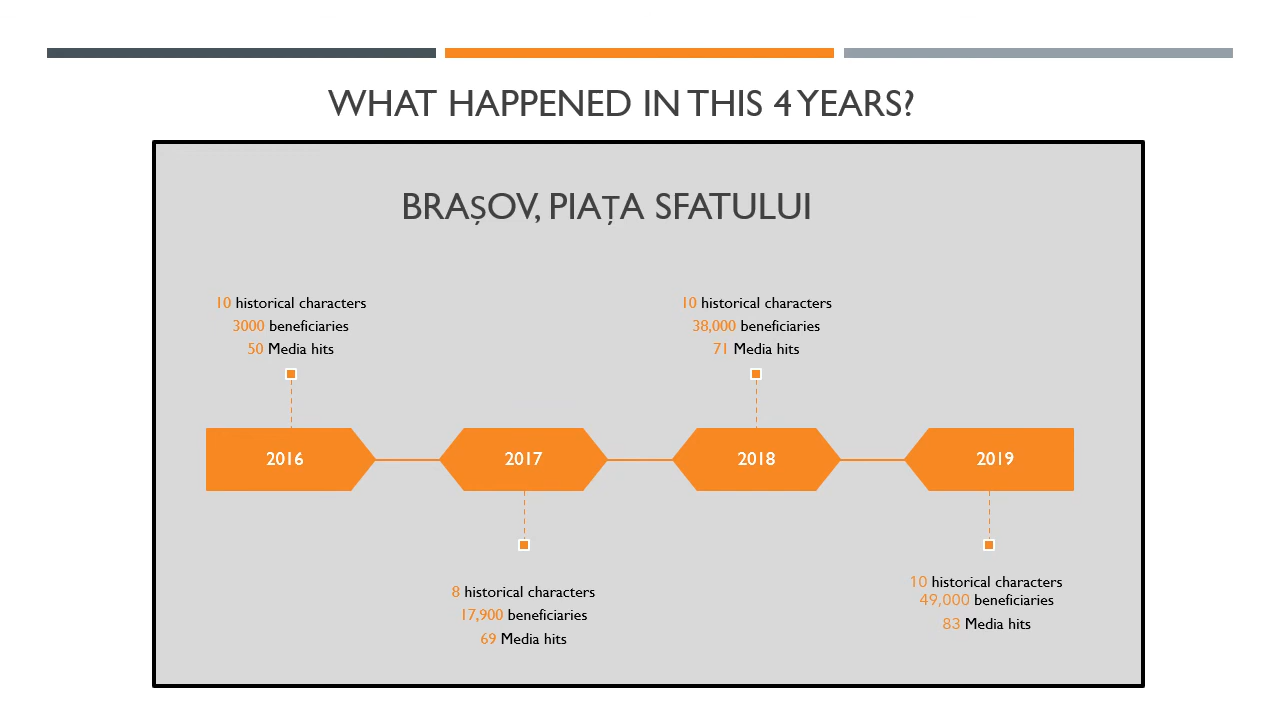 WHAT HAPPENED IN THIS 4 YEARS?
BRAȘOV, PIAȚA SFATULUI
10 historical characters
3000 beneficiaries
50 Media hits
10 historical characters
38,000 beneficiaries
71 Media hits
2016
2017
2018
2019
8 historical characters
17,900 beneficiaries
69 Media hits
10 historical characters
49,000 beneficiaries
83 Media hits